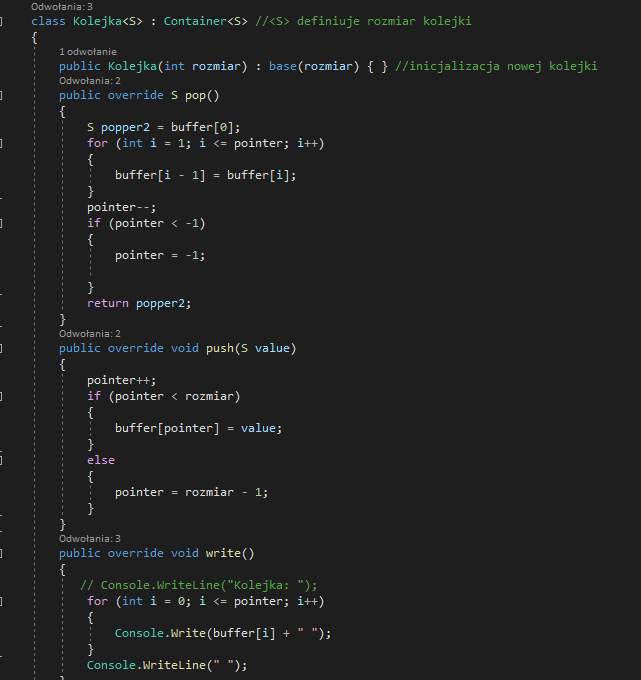 Odwołania: 3
class Kolejka<S> : Container<S> //<S> definiuje rozmiar kolejki
{
1 odwołanie
public Kolejka(int rozmiar) : base(rozmiar) { } //inicjalizacja nowej kolejki
Odwołania: 2
public override S pop()
{
S popper2 = buffer[0];
for (int i = 1; i <= pointer; i++)
{
buffer[i - 1] = buffer[i];
}
pointer--;
if (pointer < -1)
{
pointer = -1;
}
return popper2;
}
Odwołania: 2
public override void push(S value)
{
pointer++;
if (pointer < rozmiar)
{
buffer[pointer] = value;
}
else
{
pointer = rozmiar - 1;
}
}
Odwołania: 3
public override void write()
{
// Console.WriteLine("Kolejka: ");
for (int i = 0; i <= pointer; i++)
{
Console.Write(buffer[i] + " ");
}
Console.WriteLine(" ");